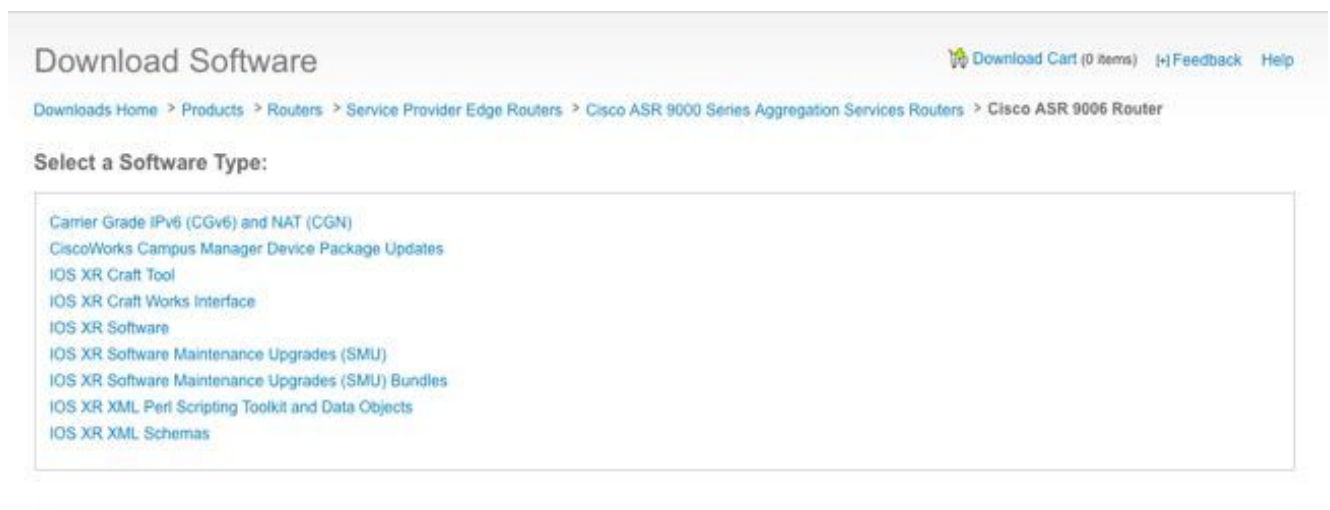 Download Software
Download Cart (0 items) [+] Feedback Help
Downloads Home > Products > Routers > Service Provider Edge Routers > Cisco ASR 9000 Series Aggregation Services Routers > Cisco ASR 9006 Router
Select a Software Type:
Carrier Grade IPv6 (CGv6) and NAT (CGN)
CiscoWorks Campus Manager Device Package Updates
IOS XR Craft Tool
IOS XR Craft Works Interface
IOS XR Software
IOS XR Software Maintenance Upgrades (SMU)
IOS XR Software Maintenance Upgrades (SMU) Bundles
IOS XR XML Perl Scripting Toolkit and Data Objects
IOS XR XML Schemas